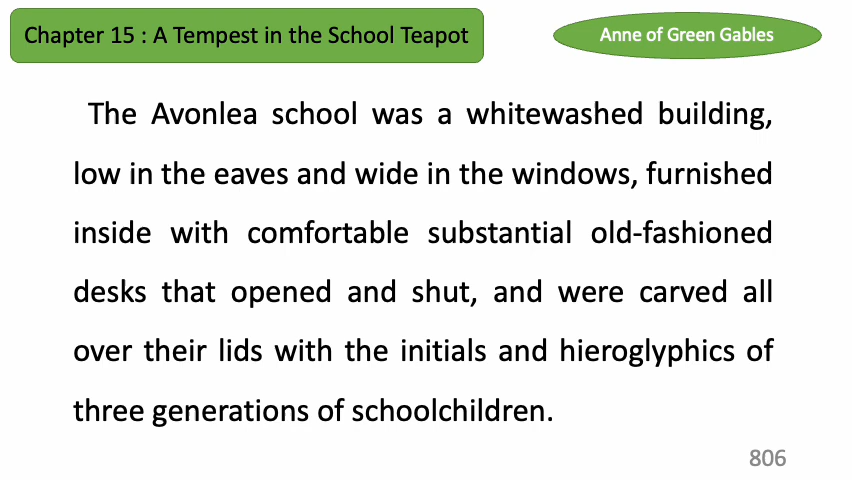 Chapter 15 : A Tempest in the School Teapot
Anne of Green Gables
The Avonlea school was a whitewashed building,
low in the eaves and wide in the windows, furnished
inside with comfortable substantial old-fashioned
desks that opened and shut, and were carved all
over their lids with the initials and hieroglyphics of
three generations of schoolchildren.
806